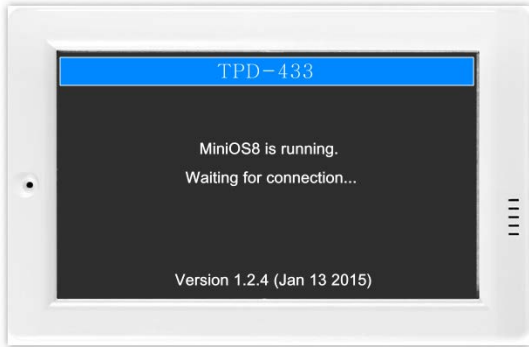 TPD-433
MiniOS8 is running.
Waiting for connection...
Version 1.2.4 (Jan 13 2015)